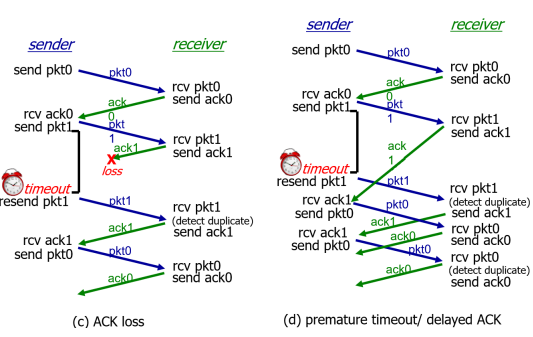 sender
receiver
send pkt0
pkt0
rcv pkt0
send ack0
ack
0
rcv ack0
send pkt1
pkt
1
rcv pkt1
send ack1
ack1
X
loss
timeout
resend pkt1
pkt1
rcv pkt1
(detect duplicate)
send ack1
ack1
rcv ack1
send pkt0
pkt0
rcv pkt0
send ack0
ack0
(c) ACK loss
sender
receiver
send pkt0
pkt0
rcv pkt0
send ack0
ack
0
rcv ack0
send pkt1
pkt
1
rcv pkt1
send ack1
ack
1
timeout
resend pkt1
pkt1
rcv pkt1
(detect duplicate)
send ack1
rcv ack1
send pkt0
pkt0
ack1
rcv pkt0
send ack0
ack0
rcv ack1
send pkt0
pkt0
rcv pkt0
(detect duplicate)
send ack0
ack0
(d) premature timeout/ delayed ACK